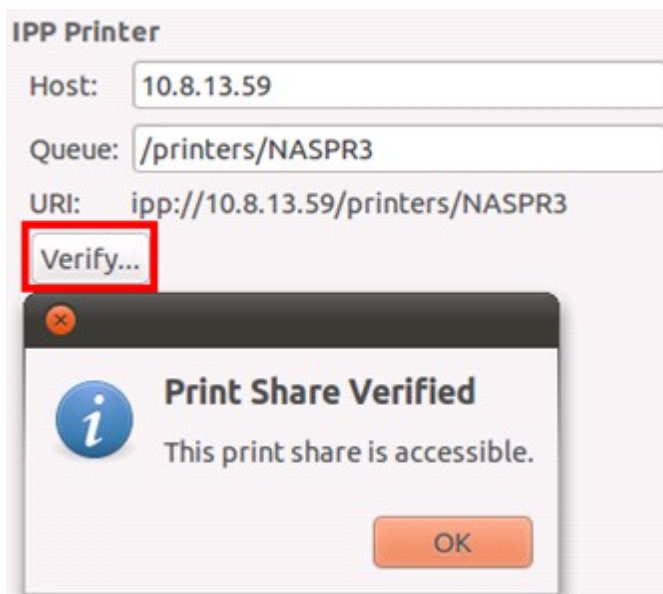 IPP Printer
Host: 10.8.13.59
Queue: /printers/NASPR3
URI: ipp://10.8.13.59/printers/NASPR3
Verify...
Print Share Verified
This print share is accessible.
OK